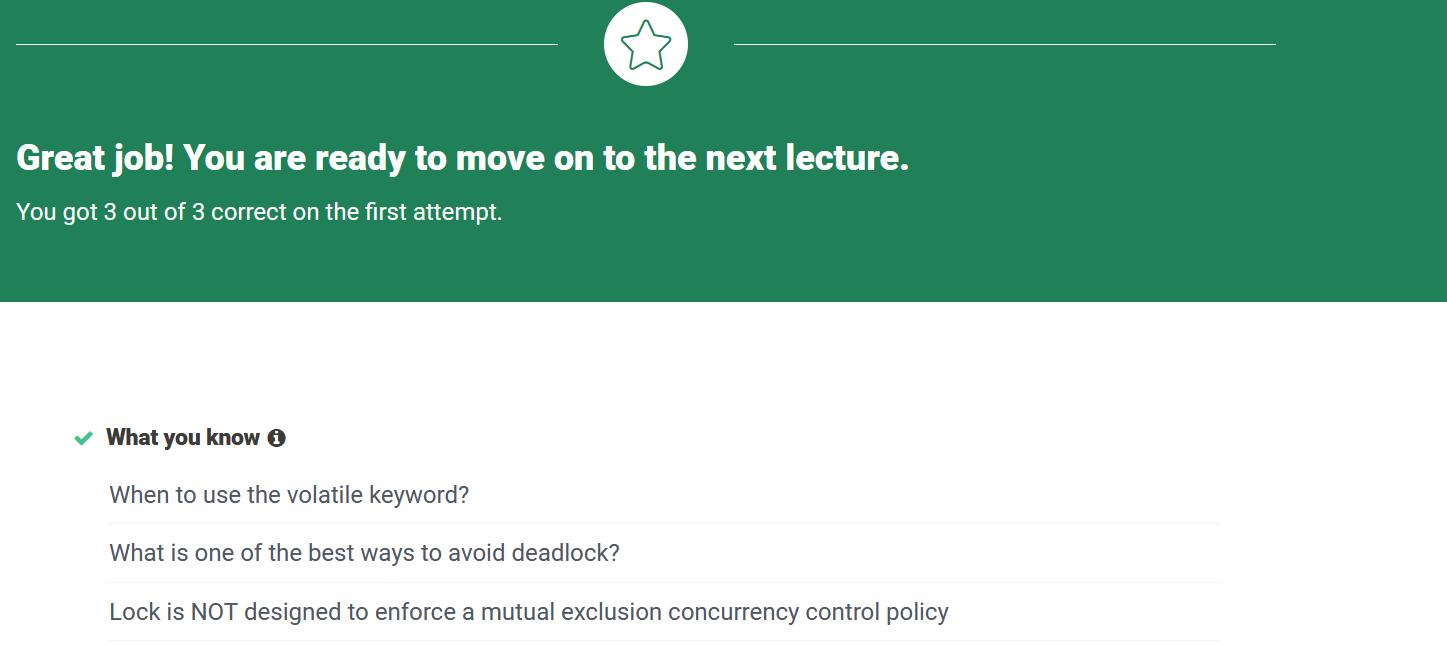 Great job! You are ready to move on to the next lecture.
You got 3 out of 3 correct on the first attempt.
What you know
When to use the volatile keyword?
What is one of the best ways to avoid deadlock?
Lock is NOT designed to enforce a mutual exclusion concurrency control policy